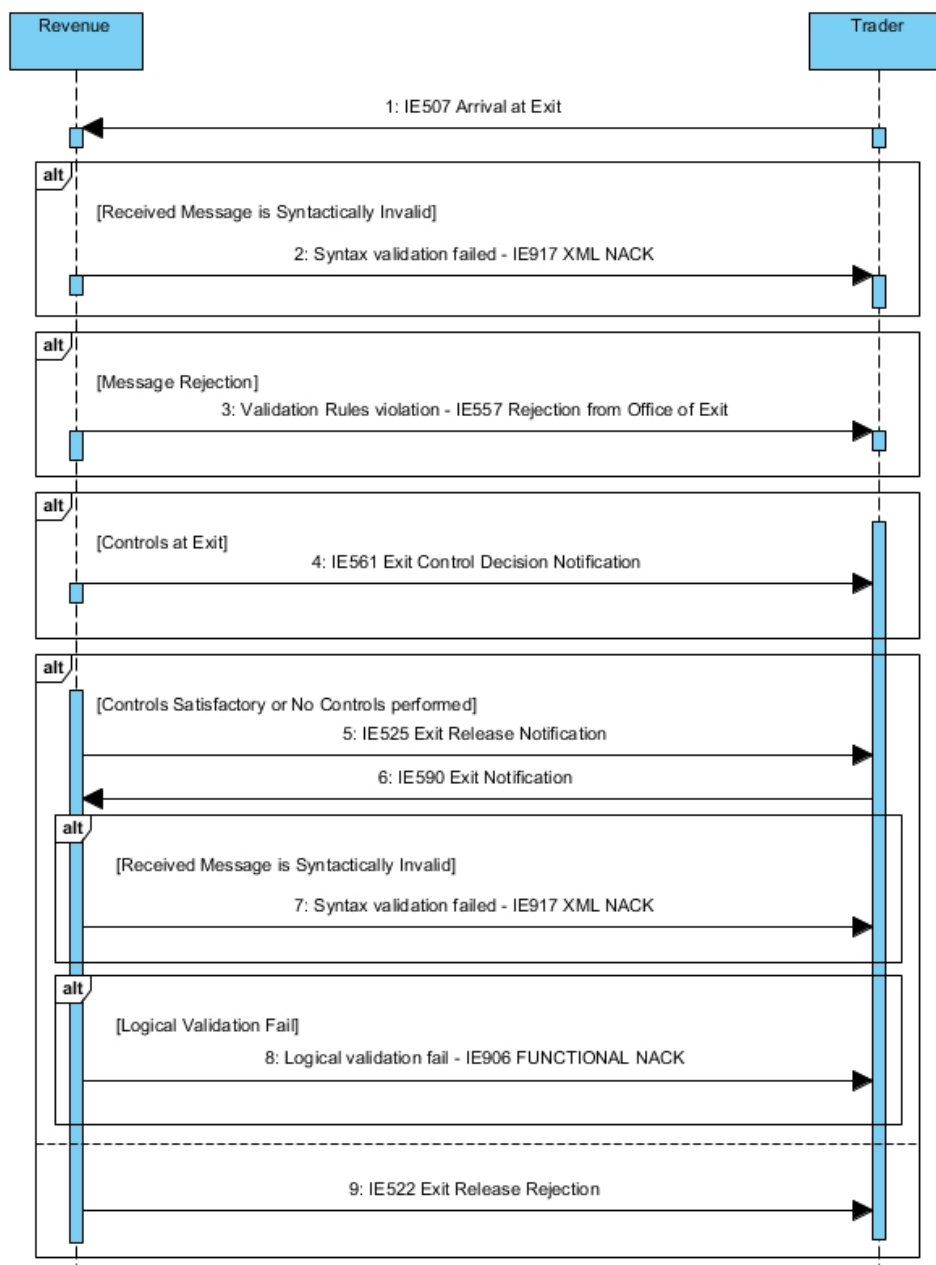 Revenue
Trader
1: IE507 Arrival at Exit
alt
[Received Message is Syntactically Invalid]
2: Syntax validation failed - IE917 XML NACK
alt
[Message Rejection]
3: Validation Rules violation - IE557 Rejection from Office of Exit
alt
[Controls at Exit]
4: IE561 Exit Control Decision Notification
alt
[Controls Satisfactory or No Controls performed]
5: IE525 Exit Release Notification
6: IE590 Exit Notification
alt
[Received Message is Syntactically Invalid]
7: Syntax validation failed - IE917 XML NACK
alt
[Logical Validation Fail]
8: Logical validation fail - IE906 FUNCTIONAL NACK
9: IE522 Exit Release Rejection